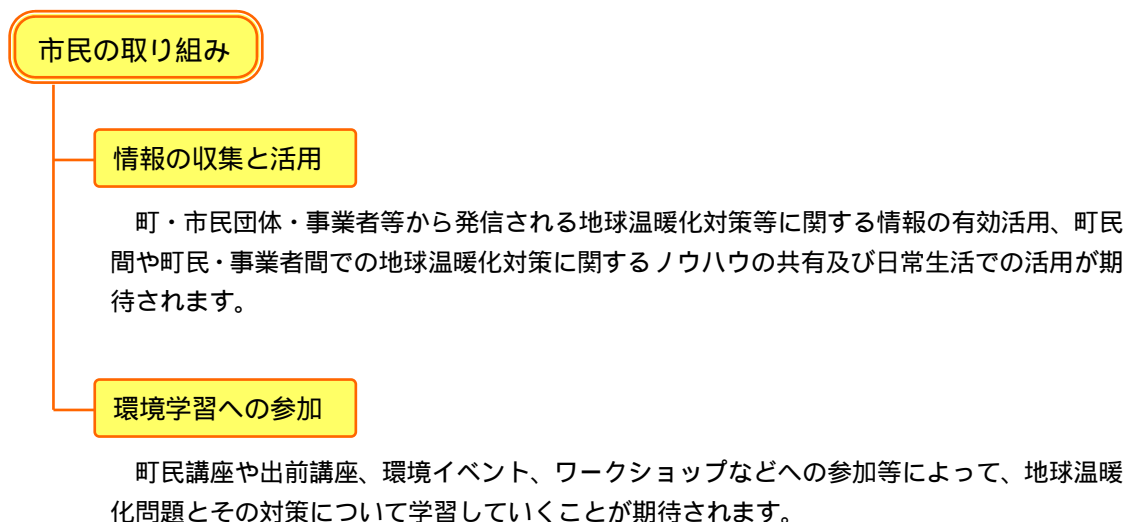 市民の取り組み
情報の収集と活用
町・市民団体・事業者等から発信される地球温暖化対策等に関する情報の有効活用、町民
間や町民・事業者間での地球温暖化対策に関するノウハウの共有及び日常生活での活用が期
待されます。
環境学習への参加
町民講座や出前講座、環境イベント、ワークショップなどへの参加等によって、地球温暖
化問題とその対策について学習していくことが期待されます。